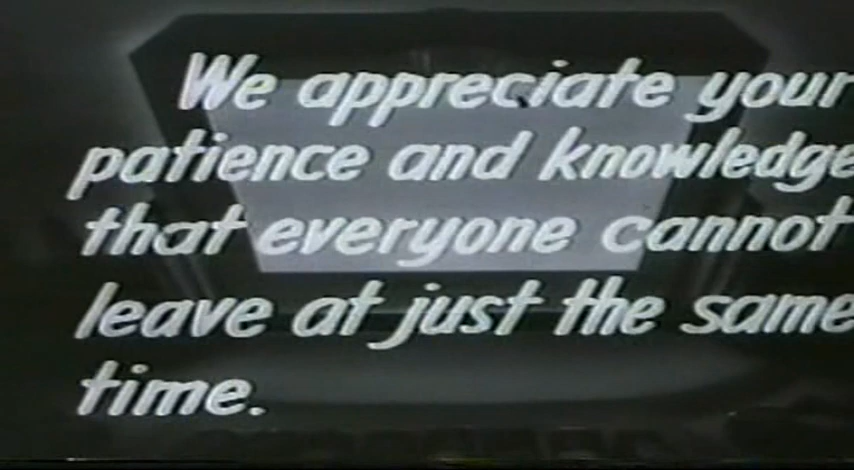 We appreciate your
patience and knowledge
that everyone cannot
leave at just the same
time.